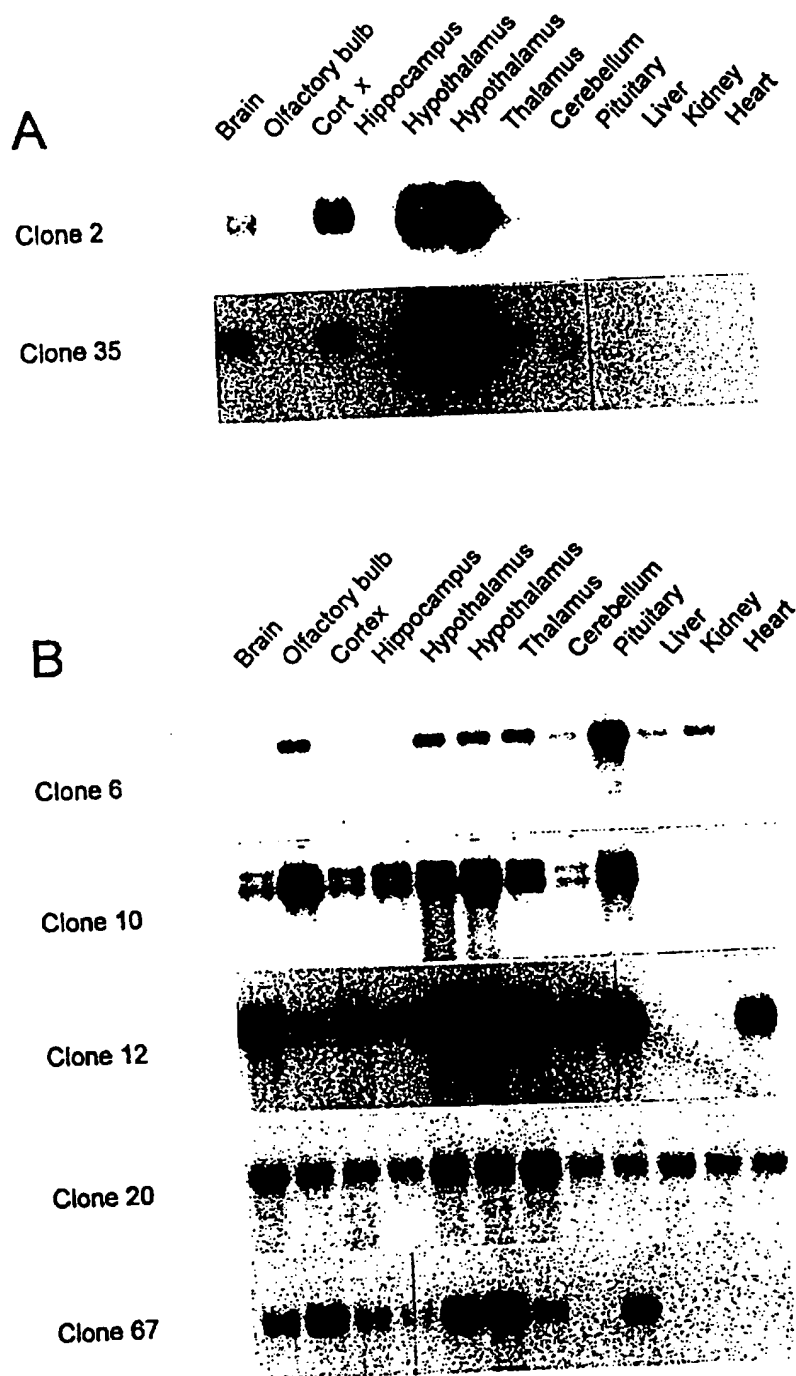 A
Brain
Olfactory bulb
Cort x
Hippocampus
Hypothalamus
Hypothalamus
Thalamus
Cerebellum
Pituitary
Liver
Kidney
Heart
Clone 2
Clone 35
B
Brain
Olfactory bulb
Cortex
Hippocampus
Hypothalamus
Hypothalamus
Thalamus
Cerebellum
Pituitary
Liver
Kidney
Heart
Clone 6
Clone 10
Clone 12
Clone 20
Clone 67